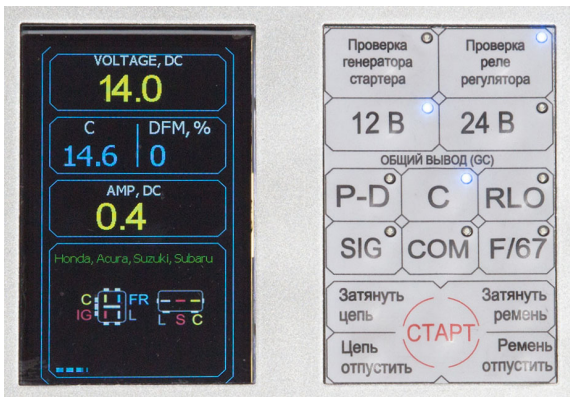 VOLTAGE, DC
14.0
C
DFM, %
14.6
0
AMP, DC
0.4
Honda, Acura, Suzuki, Subaru
C
FR
IG
L
L S C
Проверка
генератора
стартера
Проверка
реле
регулятора
12 В
24 В
ОБЩИЙ ВЫВОД (GC)
P-D
C
RLO
SIG
COM
F/67
Затянуть
цепь
Затянуть
ремень
СТАРТ
Цепь
отпустить
Ремень
отпустить